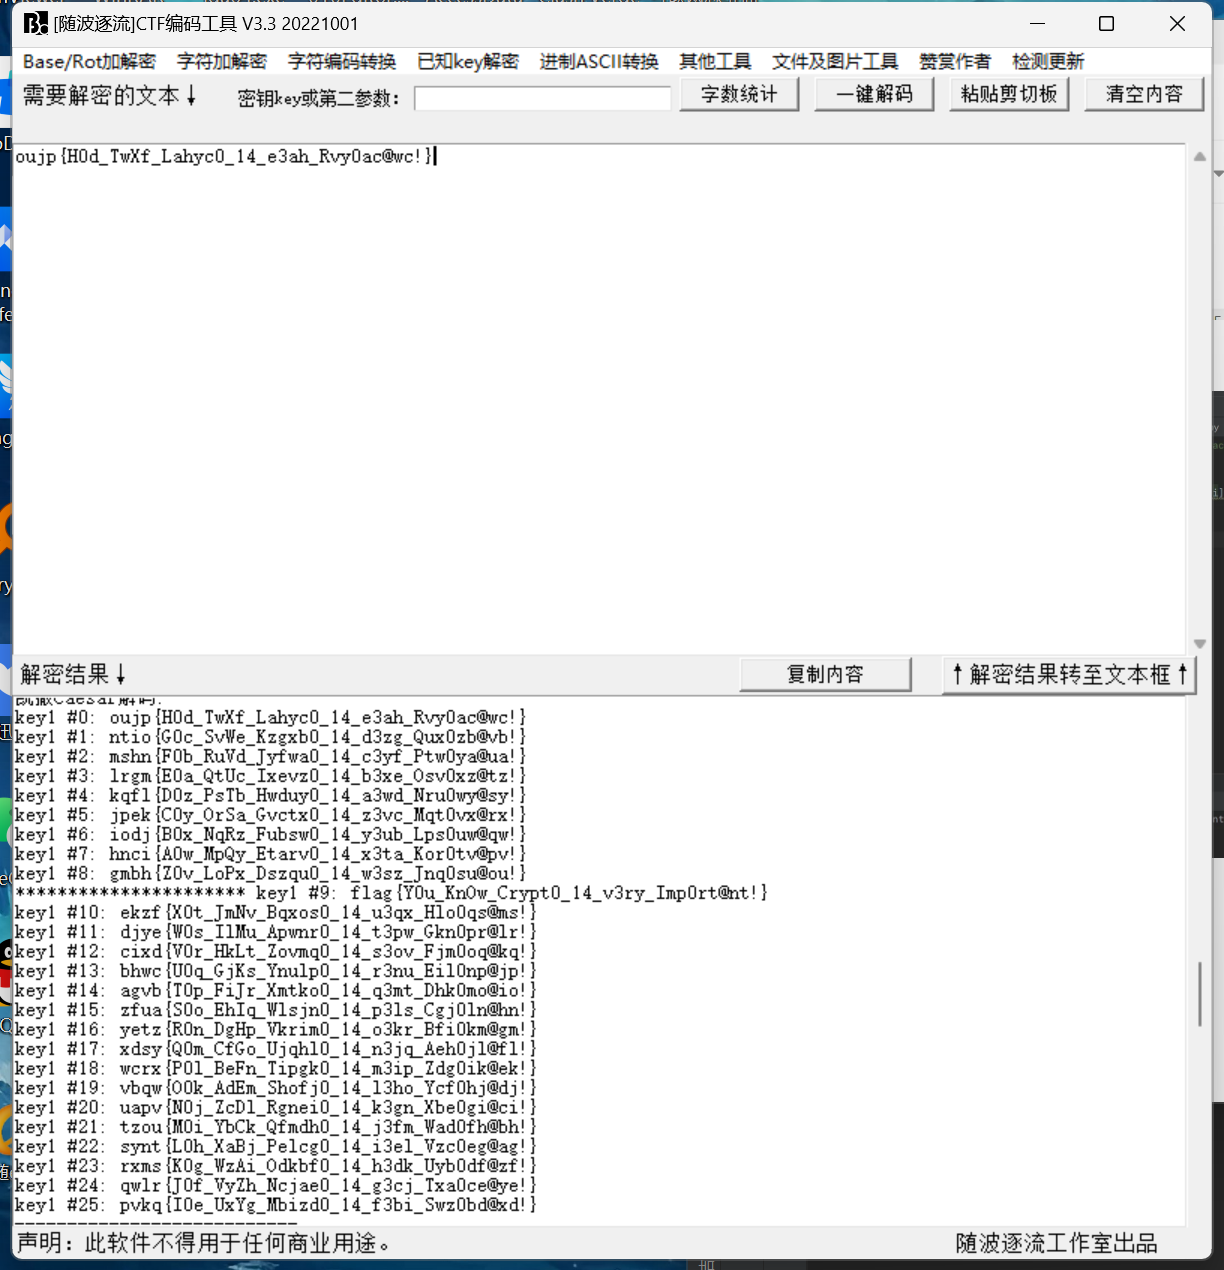 [随波逐流]CTF编码工具 V3.3 20221001
Base/Rot加解密 字符加解密 字符编码转换 已知key解密 进制ASCII转换 其他工具 文件及图片工具 赞赏作者 检测更新
需要解密的文本↓ 密钥key或第二参数: 字数统计 一键解码 粘贴剪切板 清空内容
oujp{H0d_TwXf_Lahyc0_14_e3ah_Rvy0ac@wc!}
解密结果↓ 复制内容 ↑解密结果转至文本框↑
凯撒Caesar解码:
key1 #0: oujp{H0d_TwXf_Lahyc0_14_e3ah_Rvy0ac@wc!}
key1 #1: ntio{G0c_SvWe_Kzgxb0_14_d3zg_Qux0zb@vb!}
key1 #2: mshn{F0b_RuVd_Jyfwa0_14_c3yf_Ptw0ya@ua!}
key1 #3: lrgm{E0a_QtUc_Ixevz0_14_b3xe_Osv0xz@tz!}
key1 #4: kqfl{D0z_PsTb_Hwduy0_14_a3wd_Nru0wy@sy!}
key1 #5: jpek{C0y_OrSa_Gvctx0_14_z3vc_Mqt0vx@rx!}
key1 #6: iodj{B0x_NqRz_Fubsw0_14_y3ub_Lps0uw@qw!}
key1 #7: hnci{A0w_MpQy_Etarv0_14_x3ta_Kor0tv@pv!}
key1 #8: gmbh{Z0v_LoPx_Dszqu0_14_w3sz_Jnq0su@ou!}
********************** key1 #9: flag{Y0u_KnOw_Crypt0_14_v3ry_Imp0rt@nt!}
key1 #10: ekzf{X0t_JmNv_Bqxos0_14_u3qx_Hlo0qs@ms!}
key1 #11: djye{W0s_IlMu_Apwnr0_14_t3pw_Gkn0pr@lr!}
key1 #12: cixd{V0r_HkLt_Zovmq0_14_s3ov_Fjm0oq@kq!}
key1 #13: bhwc{U0q_GjKs_Ynulp0_14_r3nu_Eil0np@jp!}
key1 #14: agvb{T0p_FiJr_Xmtko0_14_q3mt_Dhk0mo@io!}
key1 #15: zfua{S0o_EhIq_Wlsjn0_14_p3ls_Cgj0ln@hn!}
key1 #16: yetz{R0n_DgHp_Vkrim0_14_o3kr_Bfi0km@gm!}
key1 #17: xdsy{Q0m_CfGo_Ujqhl0_14_n3jq_Aeh0jl@fl!}
key1 #18: wcrx{P0l_BeFn_Tipgk0_14_m3ip_Zdg0ik@ek!}
key1 #19: vbqw{O0k_AdEm_Shofj0_14_l3ho_Ycf0hj@dj!}
key1 #20: uapv{N0j_ZcDl_Rgnei0_14_k3gn_Xbe0gi@ci!}
key1 #21: tzou{M0i_YbCk_Qfmdh0_14_j3fm_Wad0fh@bh!}
key1 #22: synt{L0h_XaBj_Pelcg0_14_i3el_Vzc0eg@ag!}
key1 #23: rxms{K0g_WzAi_Odkbf0_14_h3dk_Uyb0df@zf!}
key1 #24: qwlr{J0f_VyZh_Ncjae0_14_g3cj_Txa0ce@ye!}
key1 #25: pvkq{I0e_UxYg_Mbizd0_14_f3bi_Swz0bd@xd!}
---------------------------
声明: 此软件不得用于任何商业用途。 随波逐流工作室出品